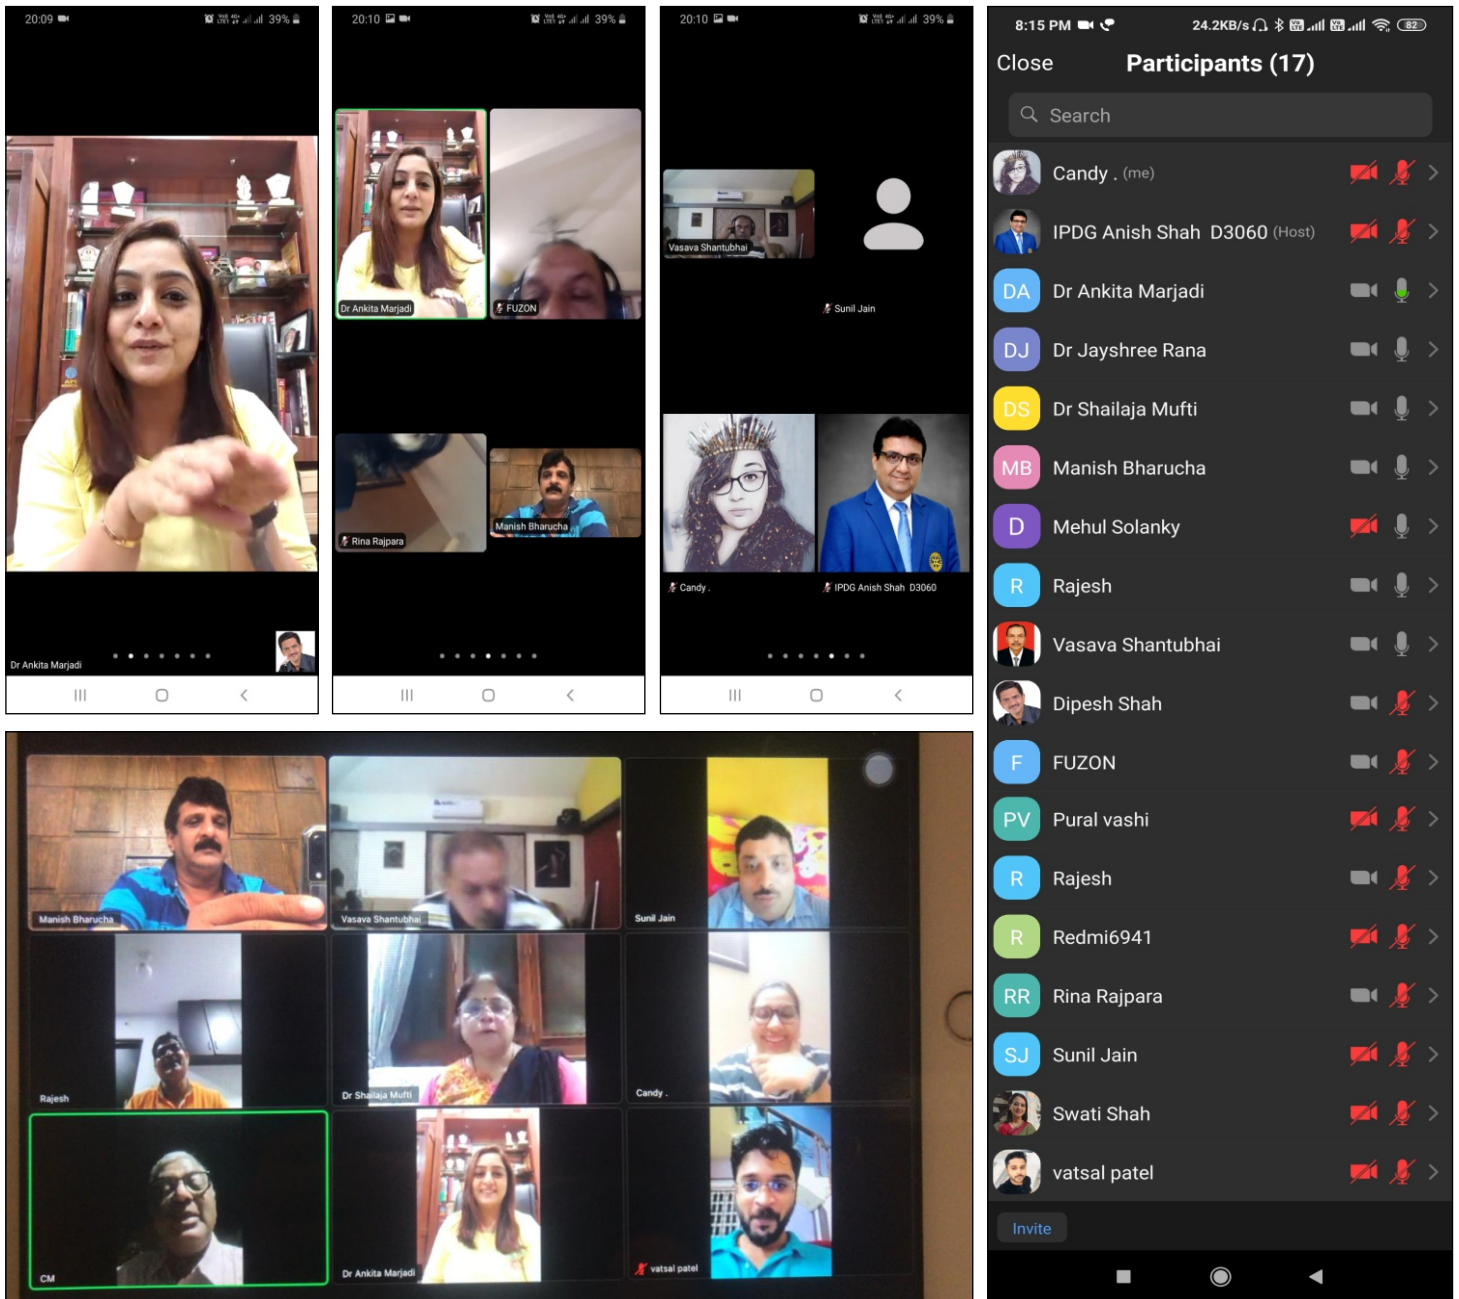 20:09
39%
Dr Ankita Marjadi
20:10
39%
Dr Ankita Marjadi
FUZON
Rina Rajpara
Manish Bharucha
20:10
39%
Vasava Shantubhai
Sunil Jain
Candy .
IPDG Anish Shah D3060
Manish Bharucha
Vasava Shantubhai
Sunil Jain
Rajesh
Dr Shailaja Mufti
Candy .
CM
Dr Ankita Marjadi
vatsal patel
8:15 PM 24.2KB/s 82
Close Participants (17)
Search
Candy . (me)
IPDG Anish Shah D3060 (Host)
DA Dr Ankita Marjadi
DJ Dr Jayshree Rana
DS Dr Shailaja Mufti
MB Manish Bharucha
D Mehul Solanky
R Rajesh
Vasava Shantubhai
Dipesh Shah
F FUZON
PV Pural vashi
R Rajesh
R Redmi6941
RR Rina Rajpara
SJ Sunil Jain
Swati Shah
vatsal patel
Invite